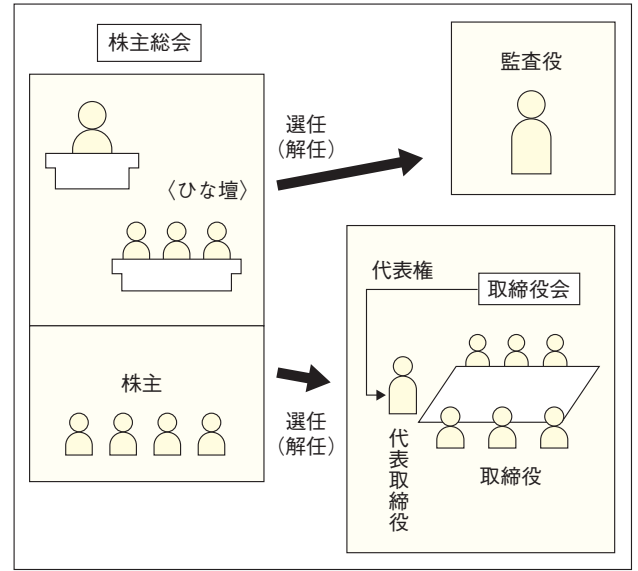 株主総会
〈ひな壇〉
株主
選任
（解任）
監査役
選任
（解任）
代表権
取締役会
代表取締役
取締役